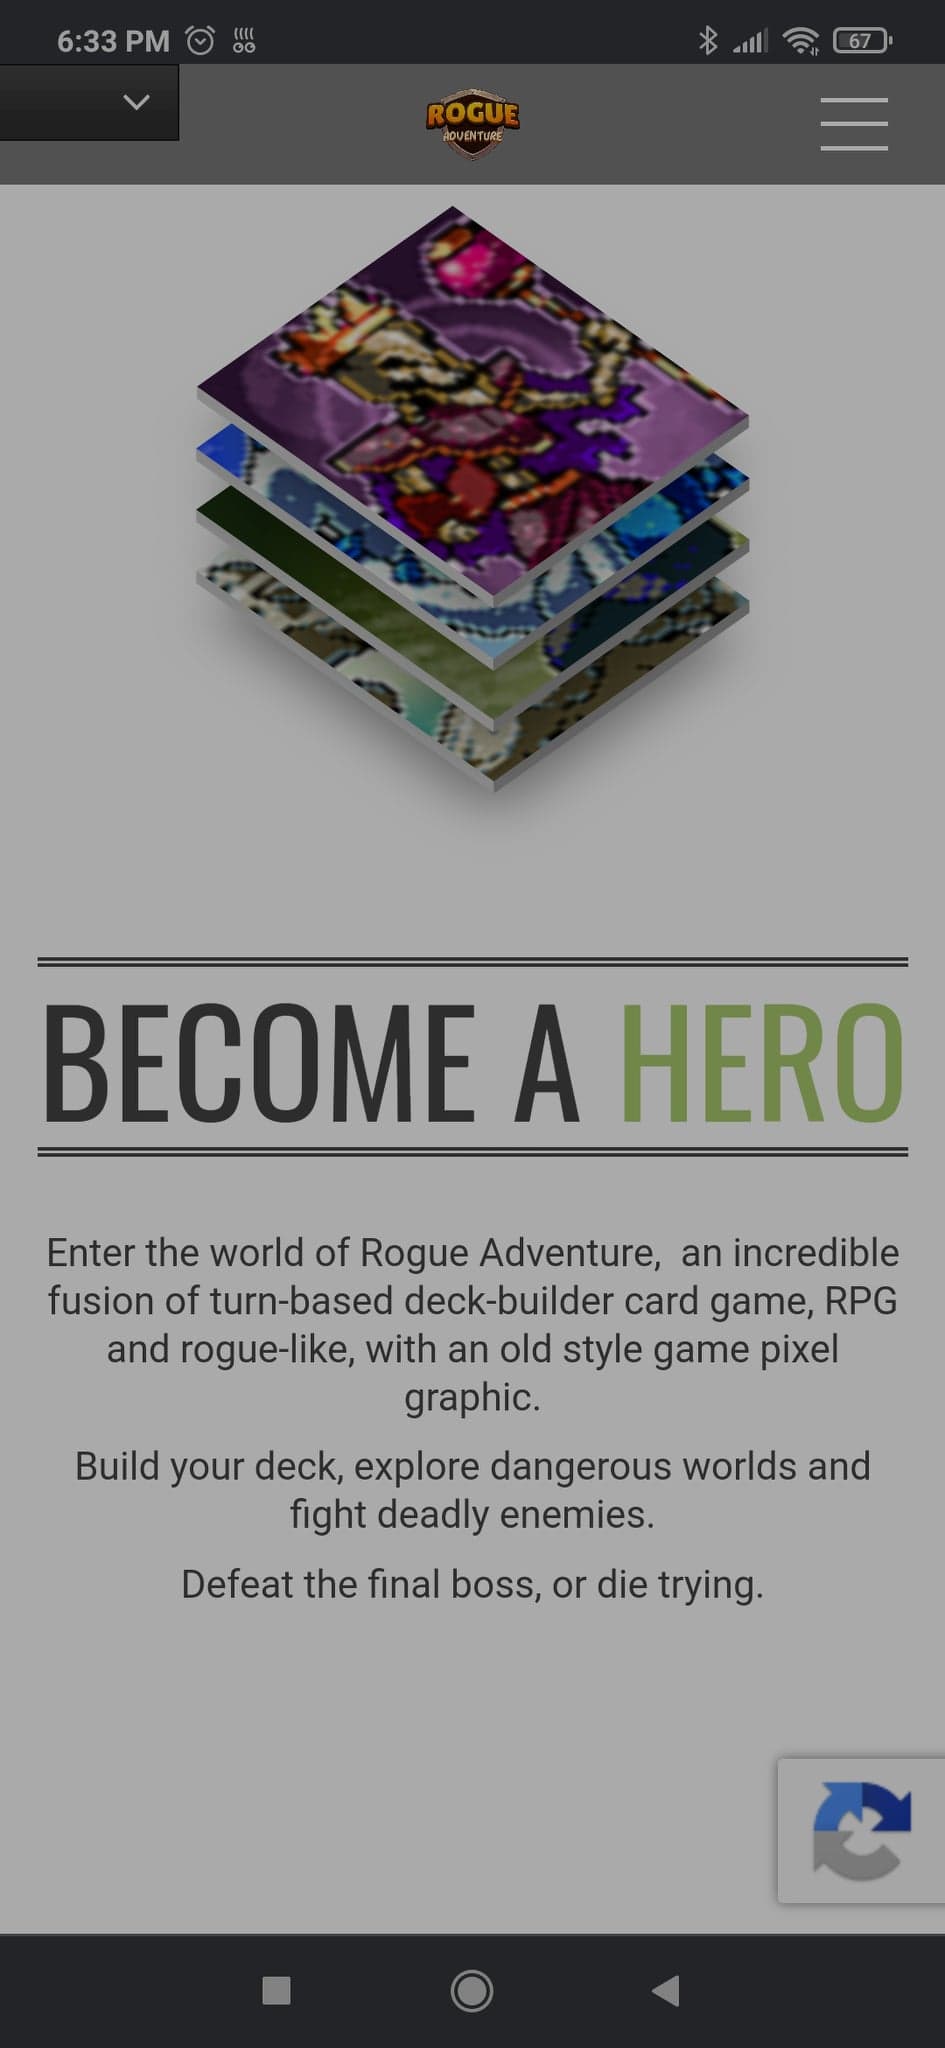 6:33 PM
67
ROGUE
ADVENTURE
BECOME A HERO
Enter the world of Rogue Adventure,  an incredible
fusion of turn-based deck-builder card game, RPG
and rogue-like, with an old style game pixel
graphic.
Build your deck, explore dangerous worlds and
fight deadly enemies.
Defeat the final boss, or die trying.